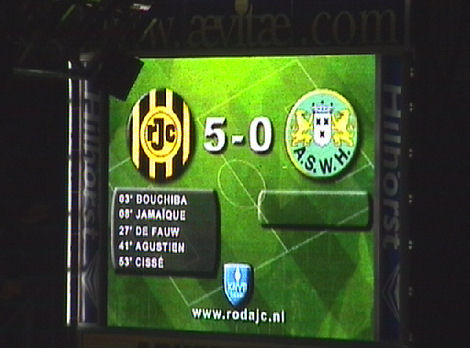 www.ævitæ.com
Hilhorst
RJC
5-0
A.S.W.H.
03' BOUCHIBA
08' JAMAÏQUE
27' DE FAUW
41' AGUSTIEN
53' CISSÉ
KNVB
www.rodajc.nl
Hilhorst